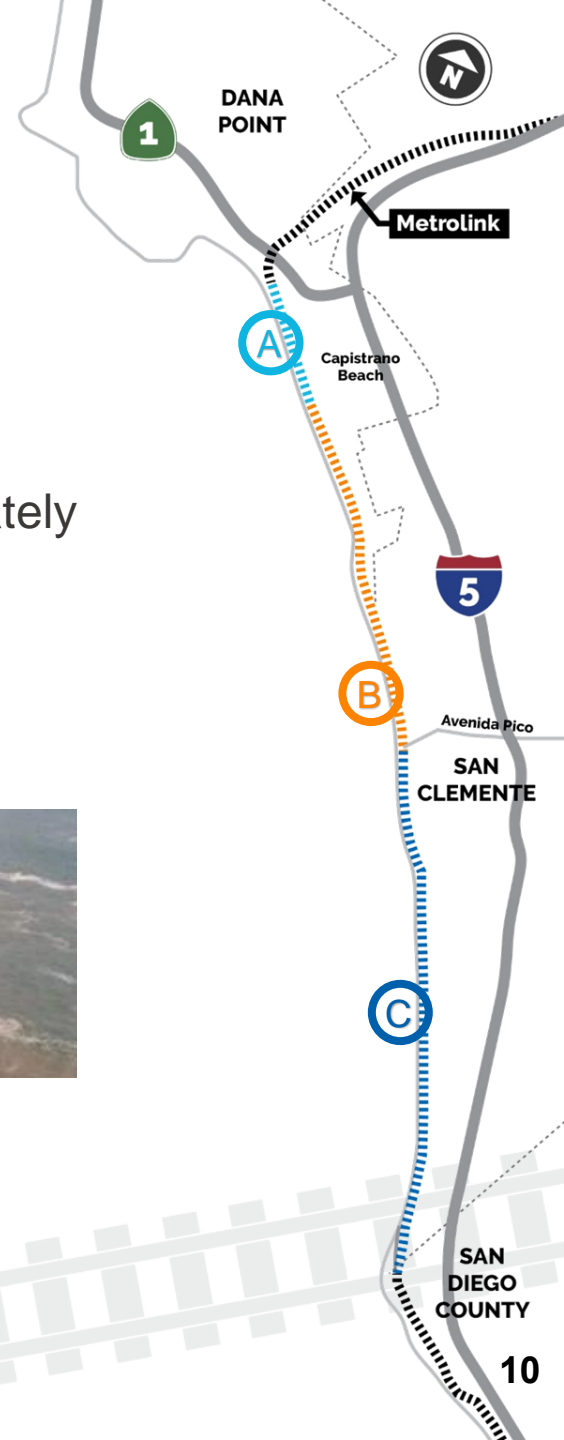 DANA
POINT
N
1
Metrolink
A
Capistrano
Beach
tely
5
B
Avenida Pico
SAN
CLEMENTE
C
SAN
DIEGO
COUNTY
10